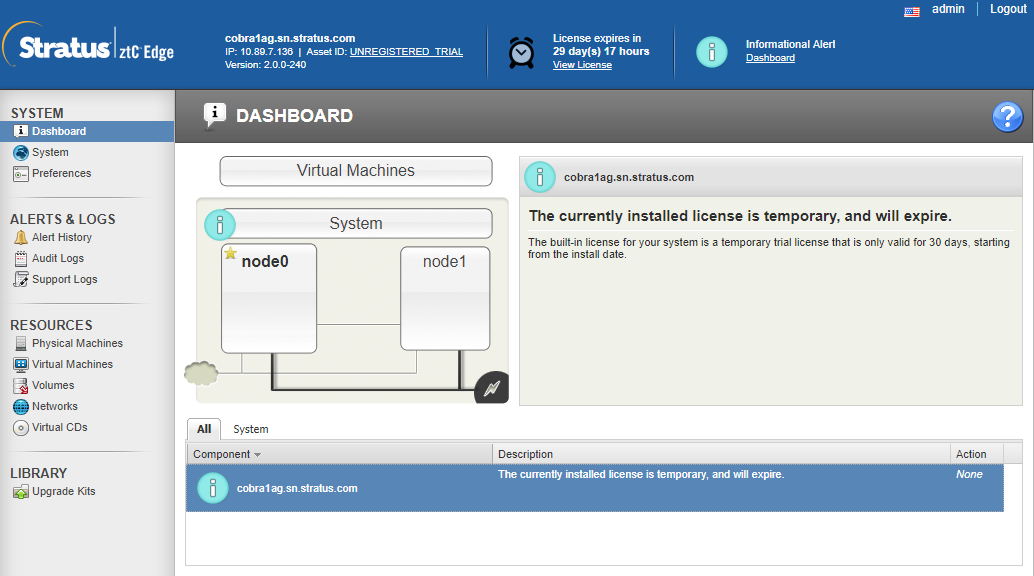 admin | Logout
Stratus ztC Edge
cobra1ag.sn.stratus.com
IP: 10.89.7.136 | Asset ID: UNREGISTERED_TRIAL
Version: 2.0.0-240
License expires in
29 day(s) 17 hours
View License
Informational Alert
Dashboard
SYSTEM
Dashboard
System
Preferences
ALERTS & LOGS
Alert History
Audit Logs
Support Logs
RESOURCES
Physical Machines
Virtual Machines
Volumes
Networks
Virtual CDs
LIBRARY
Upgrade Kits
DASHBOARD
?
Virtual Machines
System
node0
node1
cobra1ag.sn.stratus.com
The currently installed license is temporary, and will expire.
The built-in license for your system is a temporary trial license that is only valid for 30 days, starting
from the install date.
All System
Component Description Action
cobra1ag.sn.stratus.com The currently installed license is temporary, and will expire. None